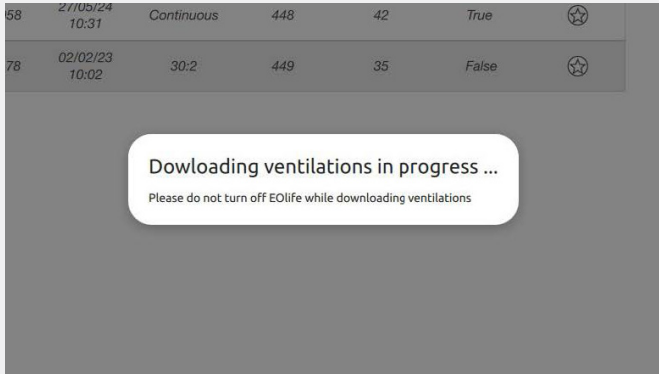 958 27/05/24 10:31 Continuous 448 42 True
78 02/02/23 10:02 30:2 449 35 False
Dowloading ventilations in progress ...
Please do not turn off EOlife while downloading ventilations